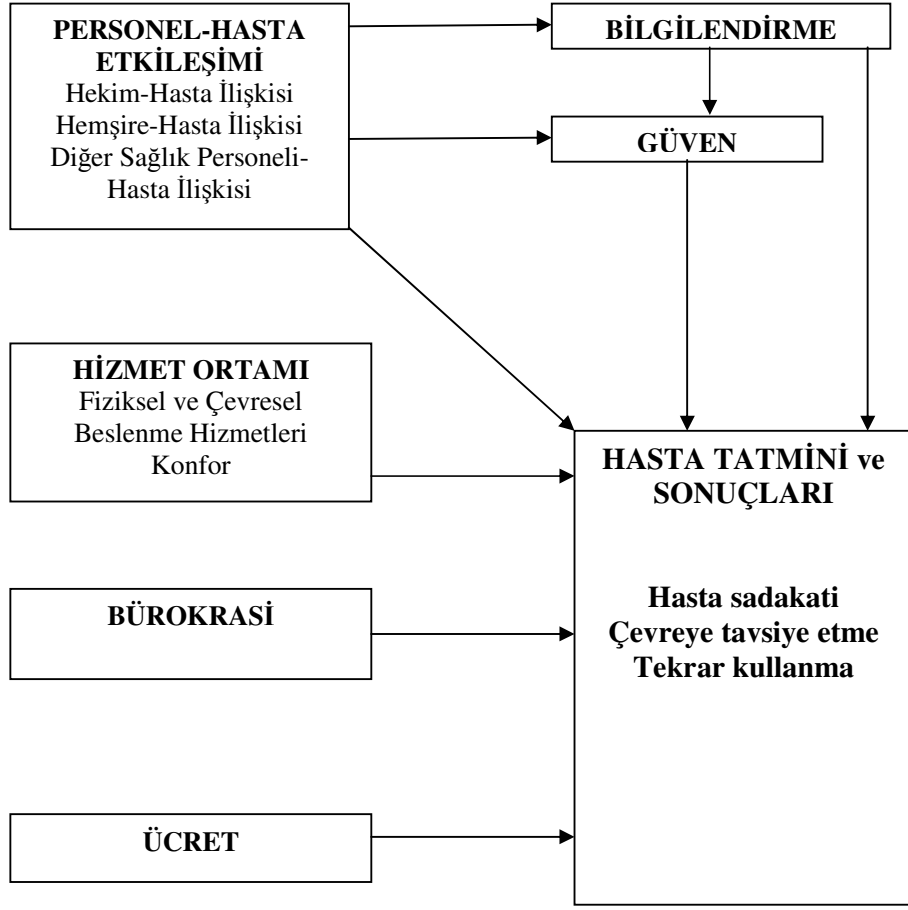 PERSONEL-HASTA
ETKİLEŞİMİ
Hekim-Hasta İlişkisi
Hemşire-Hasta İlişkisi
Diğer Sağlık Personeli-
Hasta İlişkisi
BİLGİLENDİRME
GÜVEN
HİZMET ORTAMI
Fiziksel ve Çevresel
Beslenme Hizmetleri
Konfor
HASTA TATMİNİ ve
SONUÇLARI
Hasta sadakati
Çevreye tavsiye etme
Tekrar kullanma
BÜROKRASİ
ÜCRET